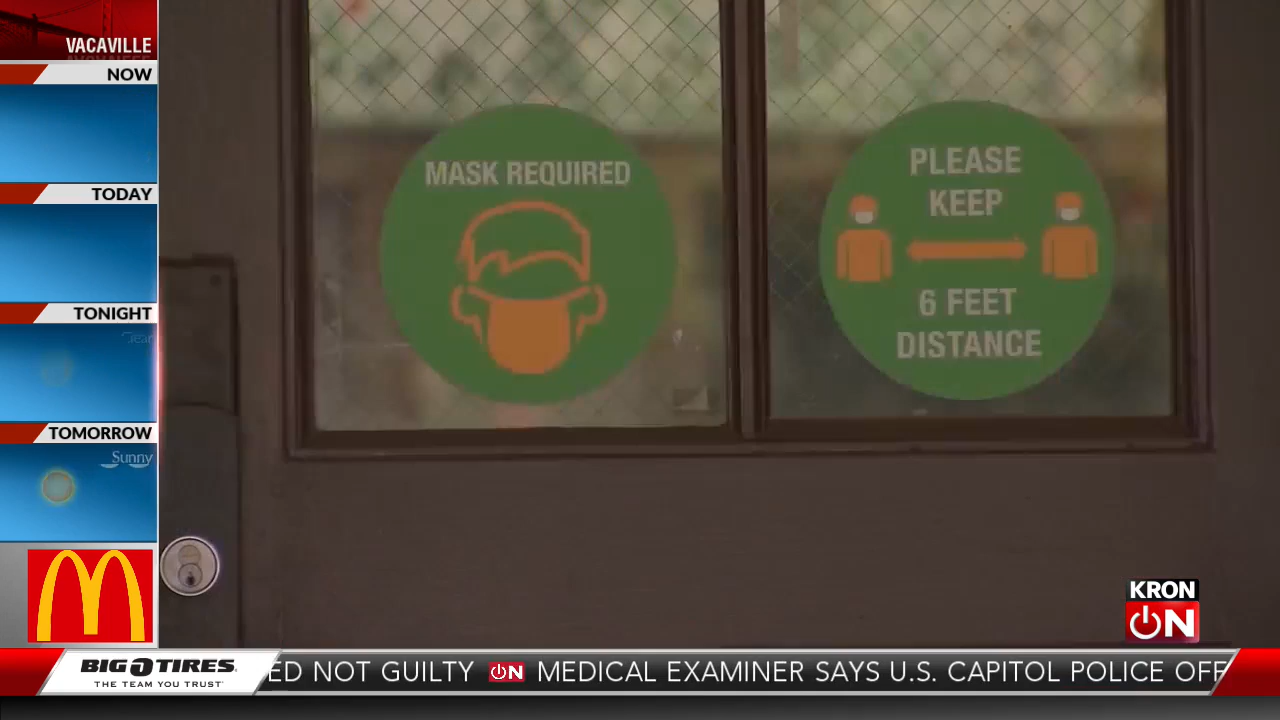 VACAVILLE
NOW
TODAY
TONIGHT
TOMORROW
Sunny
MASK REQUIRED
PLEASE
KEEP
6 FEET
DISTANCE
KRON
ON
BIG O TIRES
THE TEAM YOU TRUST
ED NOT GUILTY ON MEDICAL EXAMINER SAYS U.S. CAPITOL POLICE OFF